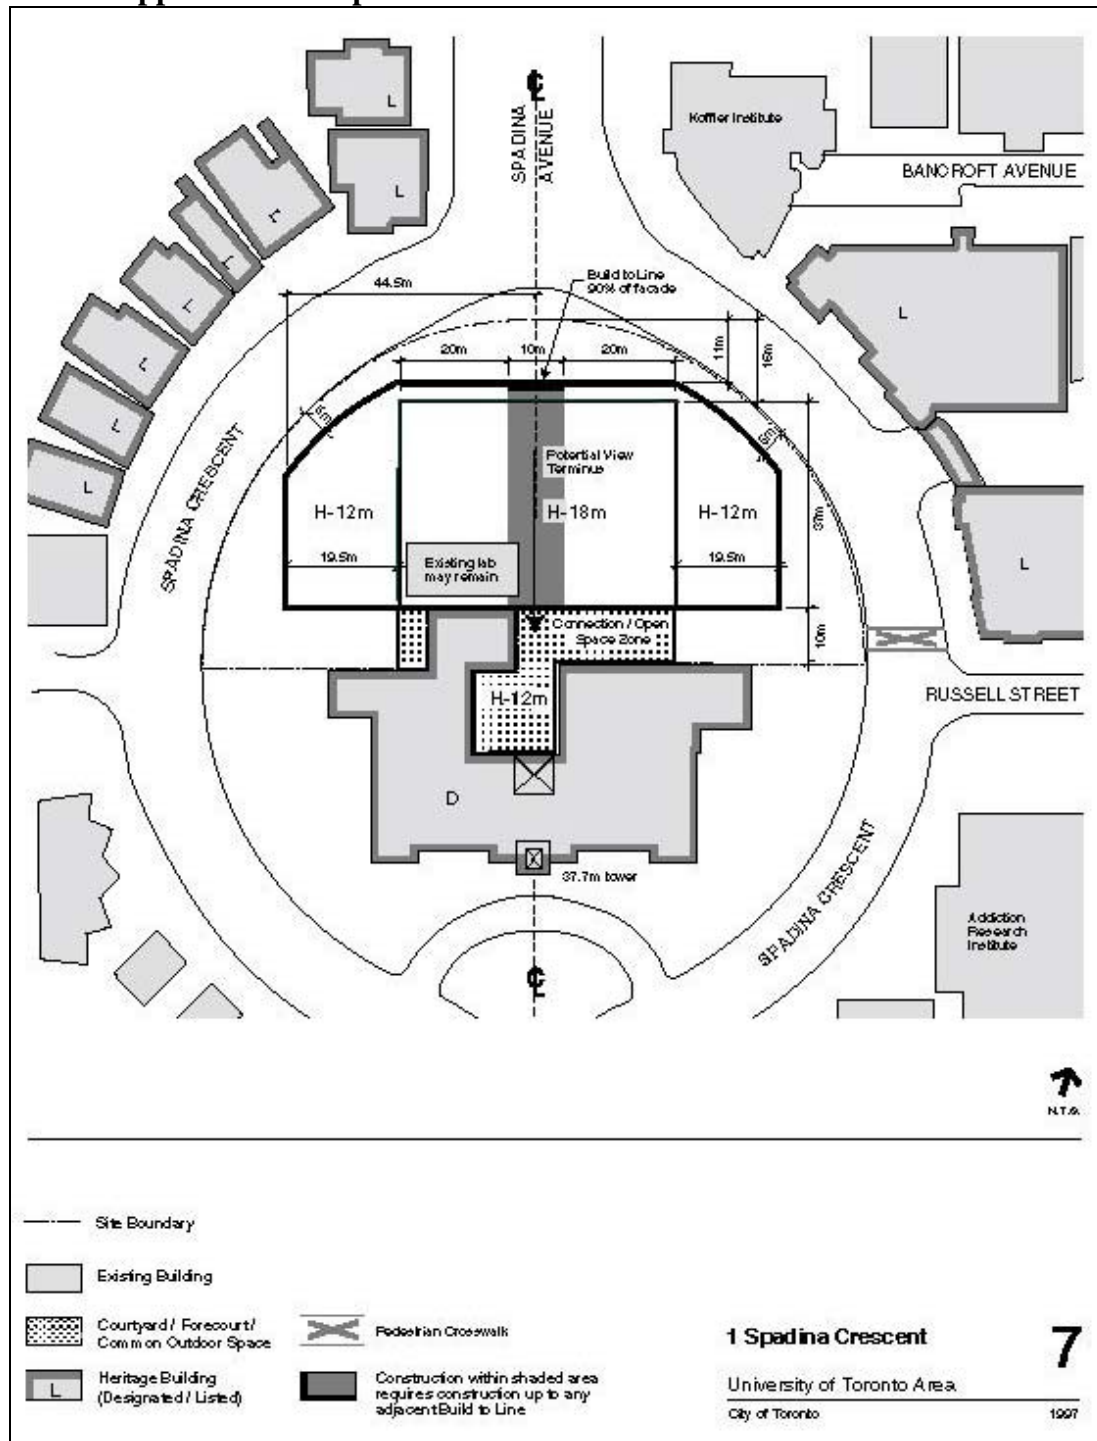 SPADINA
AVENUE
Koffler Institute
BANCROFT AVENUE
L
L
L
L
L
L
L
L
L
L
44.5m
Build to Line
90% of facade
20m
10m
20m
11m
16m
SPADINA CRESCENT
Potential View
Terminus
H-12m
H-18m
H-12m
37m
19.5m
19.5m
Existing lab
may remain
Connection / Open
Space Zone
10m
H-12m
RUSSELL STREET
D
37.7m tower
SPADINA CRESCENT
Addiction
Research
Institute
N.T.S.
Site Boundary
Existing Building
Courtyard / Forecourt /
Common Outdoor Space
Pedestrian Crosswalk
L
Heritage Building
(Designated / Listed)
Construction within shaded area
requires construction up to any
adjacent Build to Line
1 Spadina Crescent
7
University of Toronto Area
City of Toronto
1997